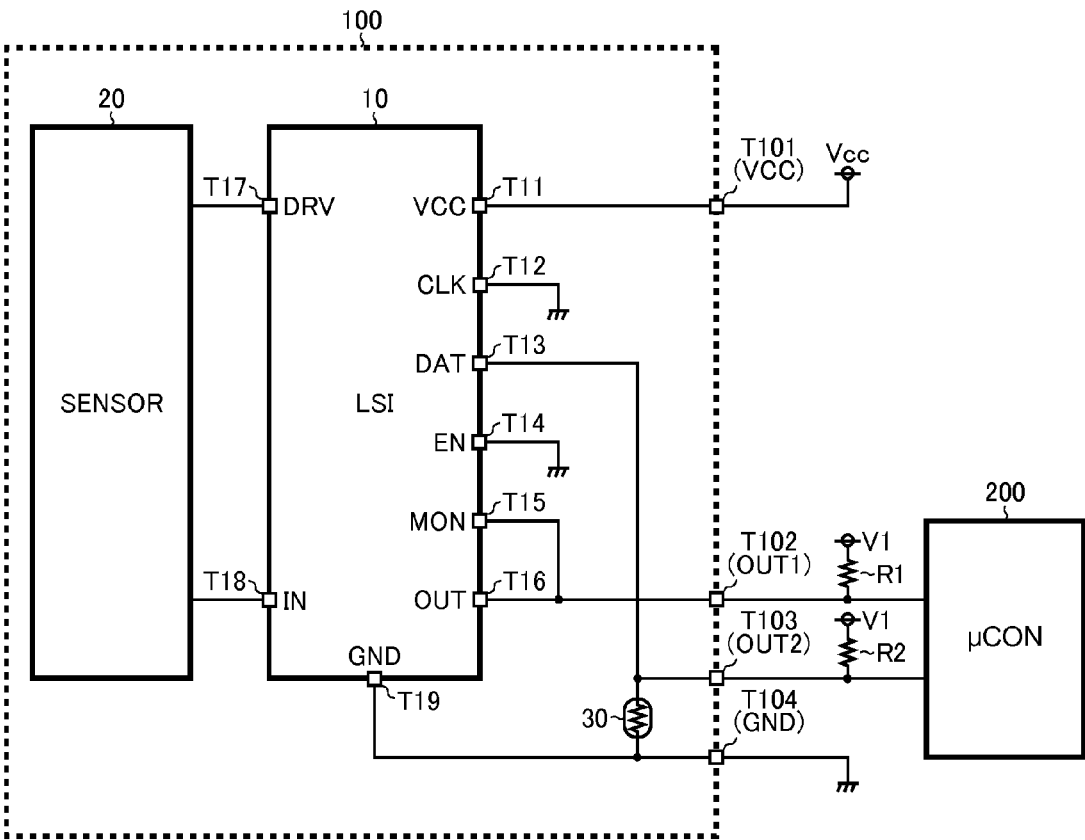 100
20
10
T101
(VCC)
Vcc
T17
DRV
VCC
T11
CLK
T12
DAT
T13
SENSOR
LSI
EN
T14
MON
T15
200
T102
(OUT1)
V1
R1
T18
IN
OUT
T16
T103
(OUT2)
V1
R2
μCON
GND
T19
30
T104
(GND)